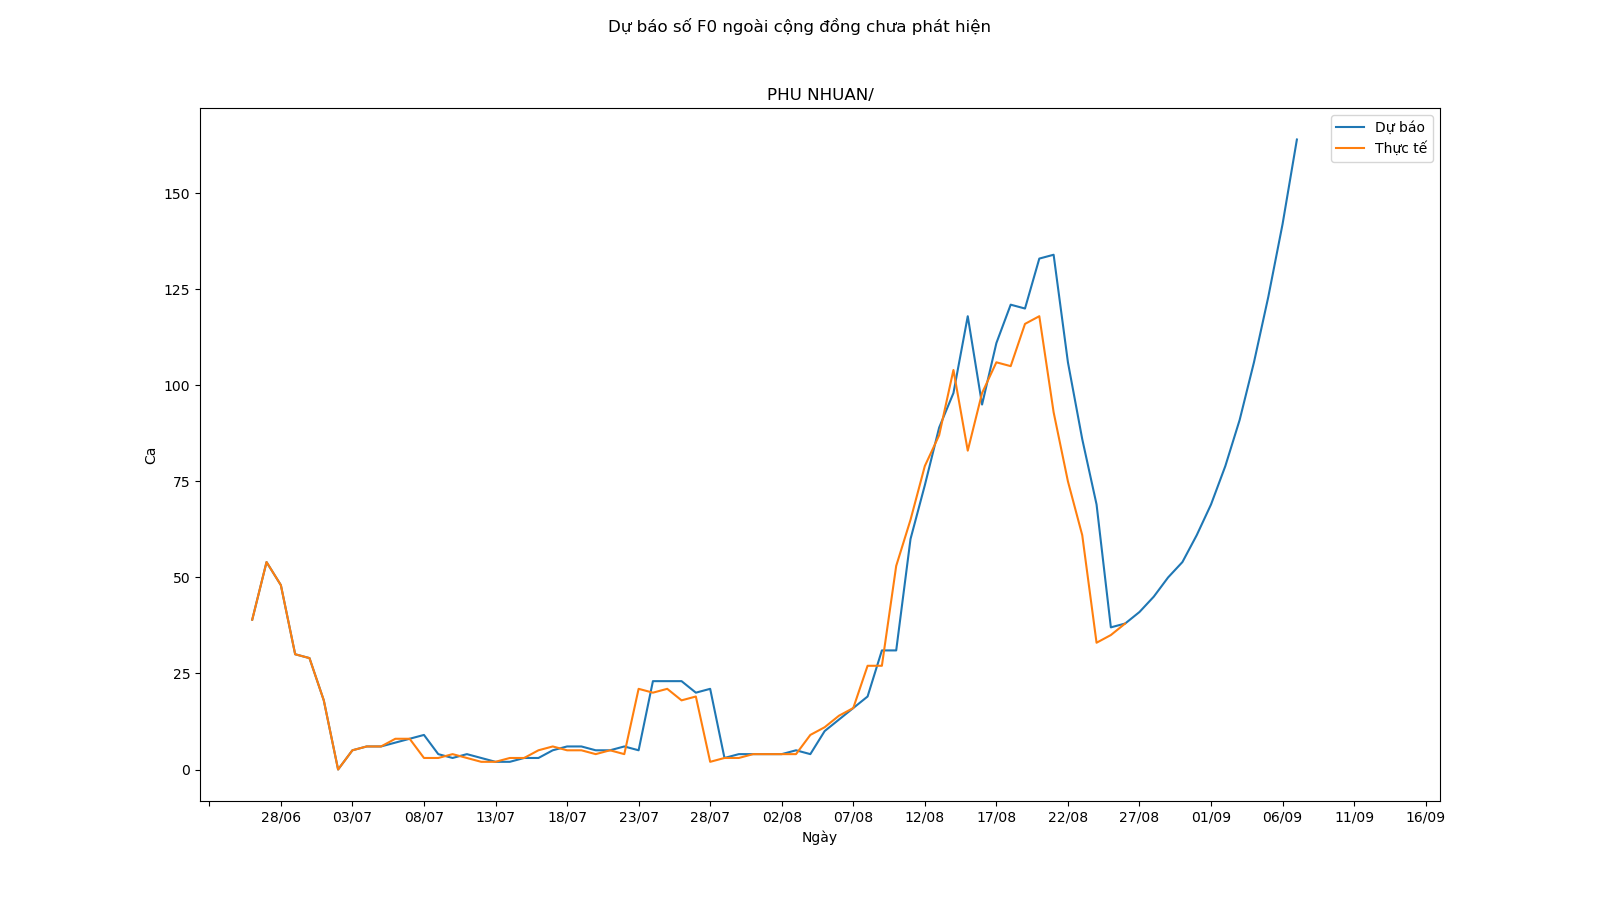 Dự báo số F0 ngoài cộng đồng chưa phát hiện
PHU NHUAN/
Dự báo
Thực tế
150
125
100
75
50
25
0
Ca
28/06 03/07 08/07 13/07 18/07 23/07 28/07 02/08 07/08 12/08 17/08 22/08 27/08 01/09 06/09 11/09 16/09
Ngày